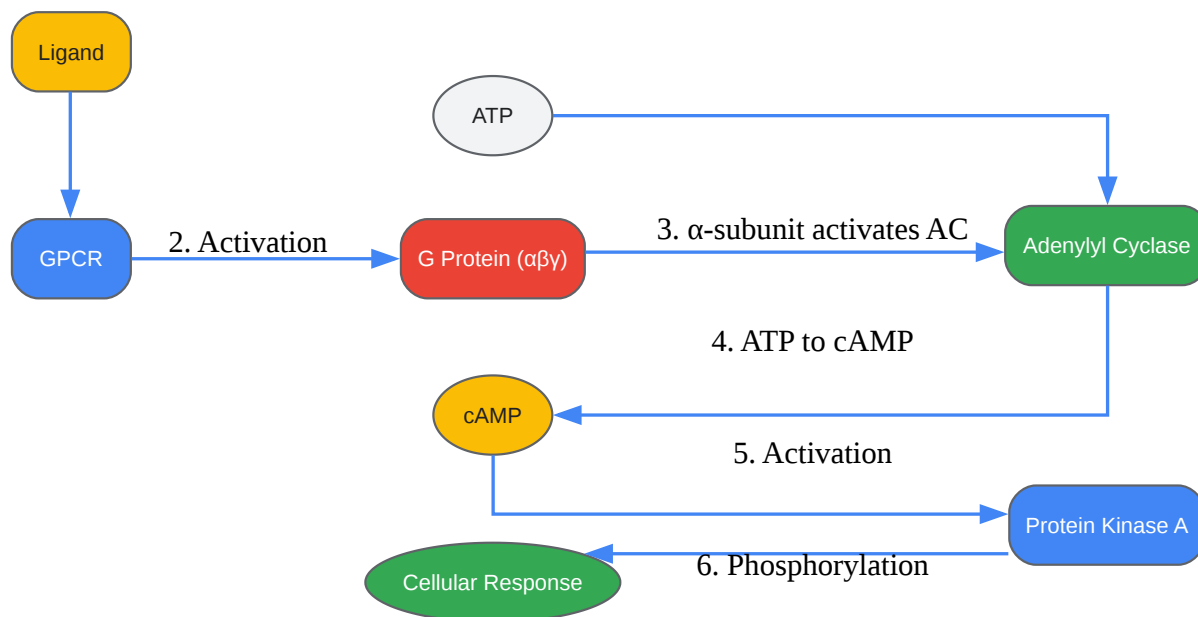 Ligand
ATP
GPCR
2. Activation
G Protein (αβγ)
3. α-subunit activates AC
Adenylyl Cyclase
4. ATP to cAMP
cAMP
5. Activation
Protein Kinase A
6. Phosphorylation
Cellular Response